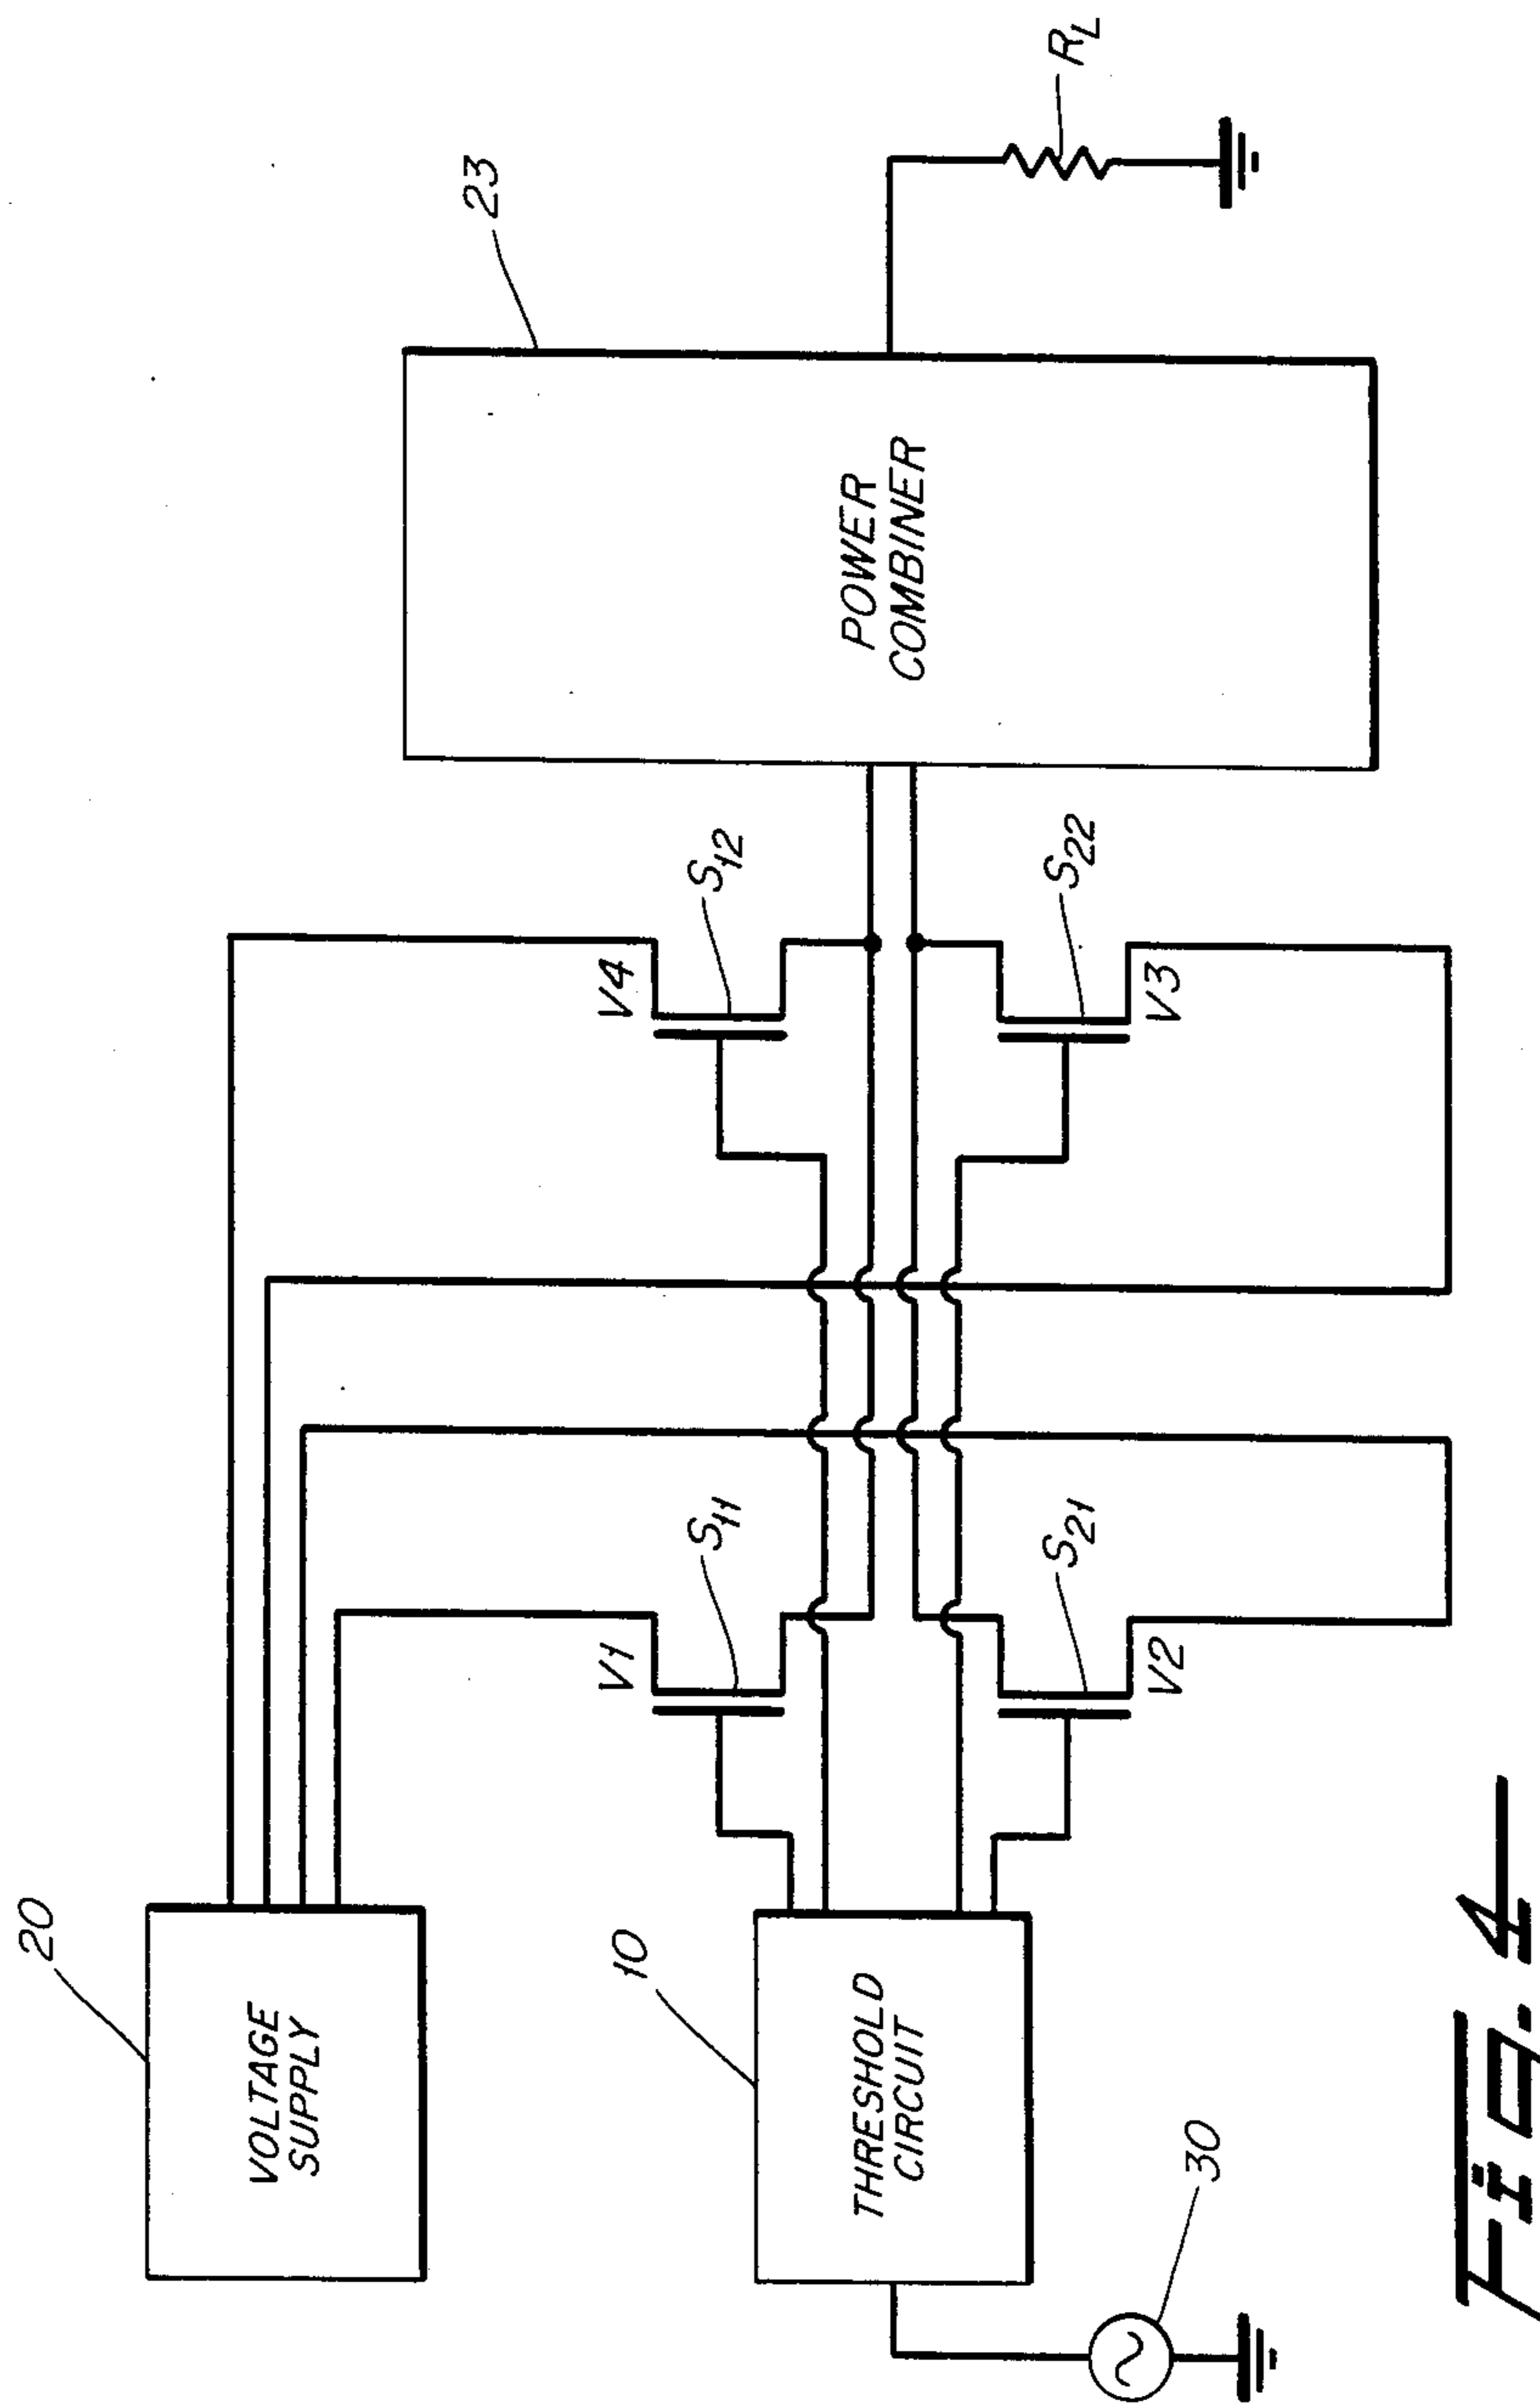 20
VOLTAGE
SUPPLY
V4
S12
23
V1
S11
10
THRESHOLD
CIRCUIT
POWER
COMBINER
RL
V2
S21
V3
S22
30
FIG. 4